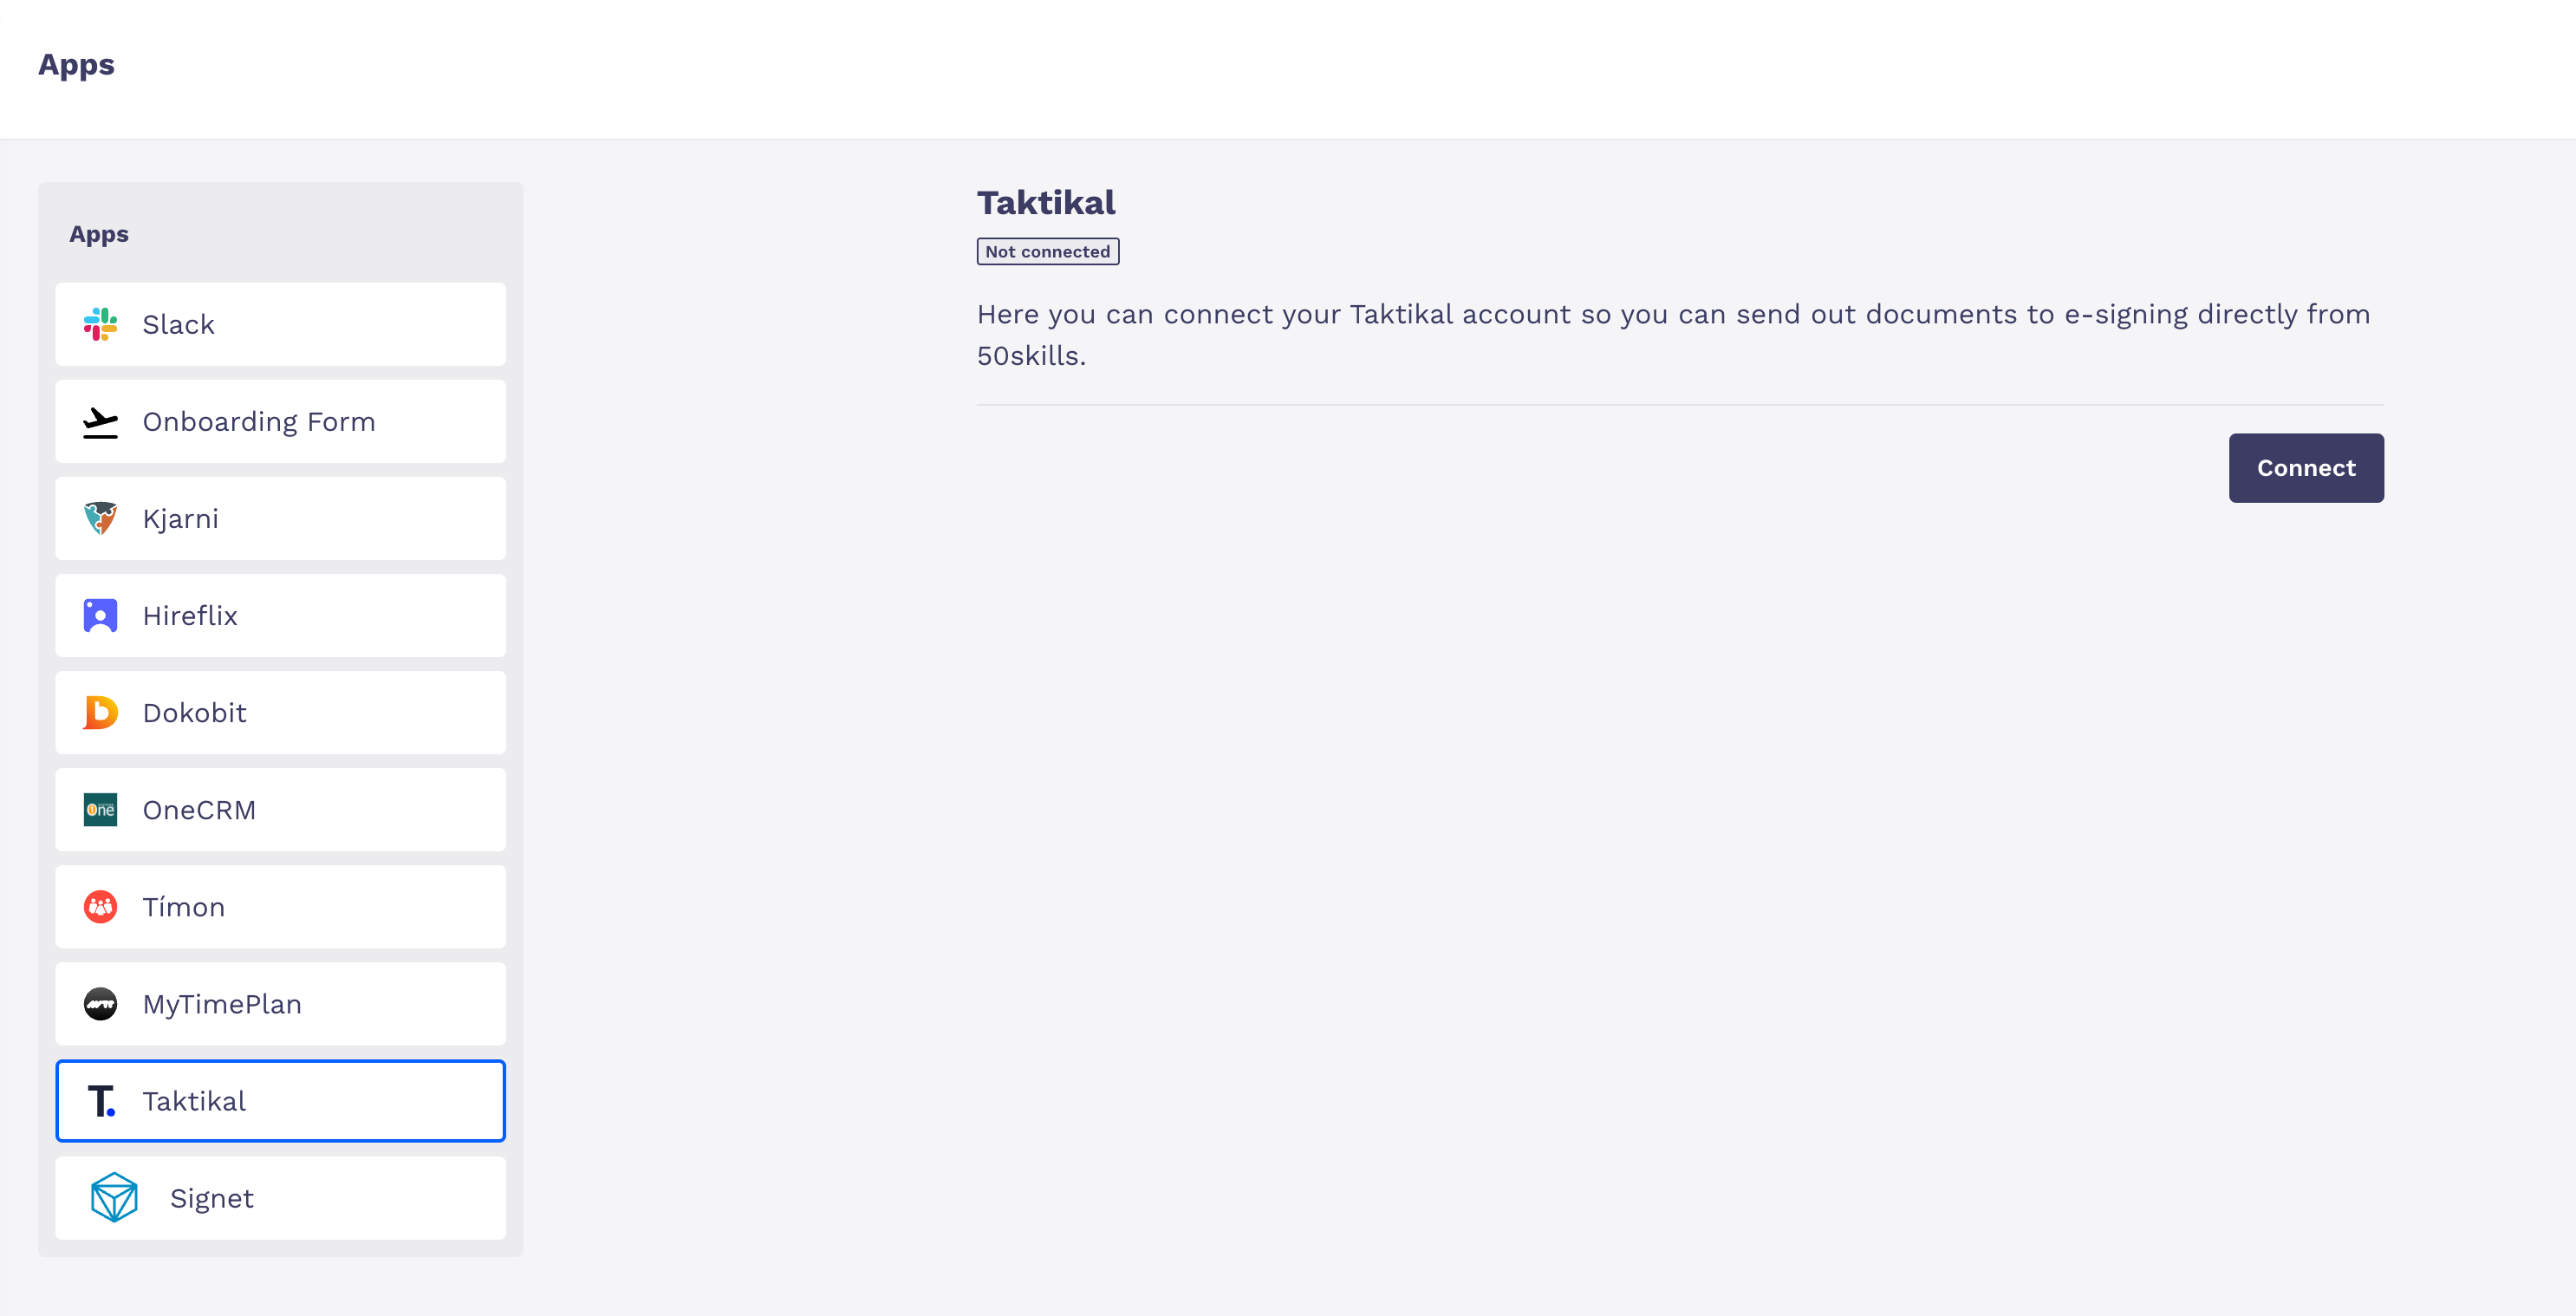 Apps
Apps
Slack
Onboarding Form
Kjarni
Hireflix
Dokobit
one
OneCRM
Tímon
MyTimePlan
T.
Taktikal
Signet
Taktikal
Not connected
Here you can connect your Taktikal account so you can send out documents to e-signing directly from
50skills.
Connect